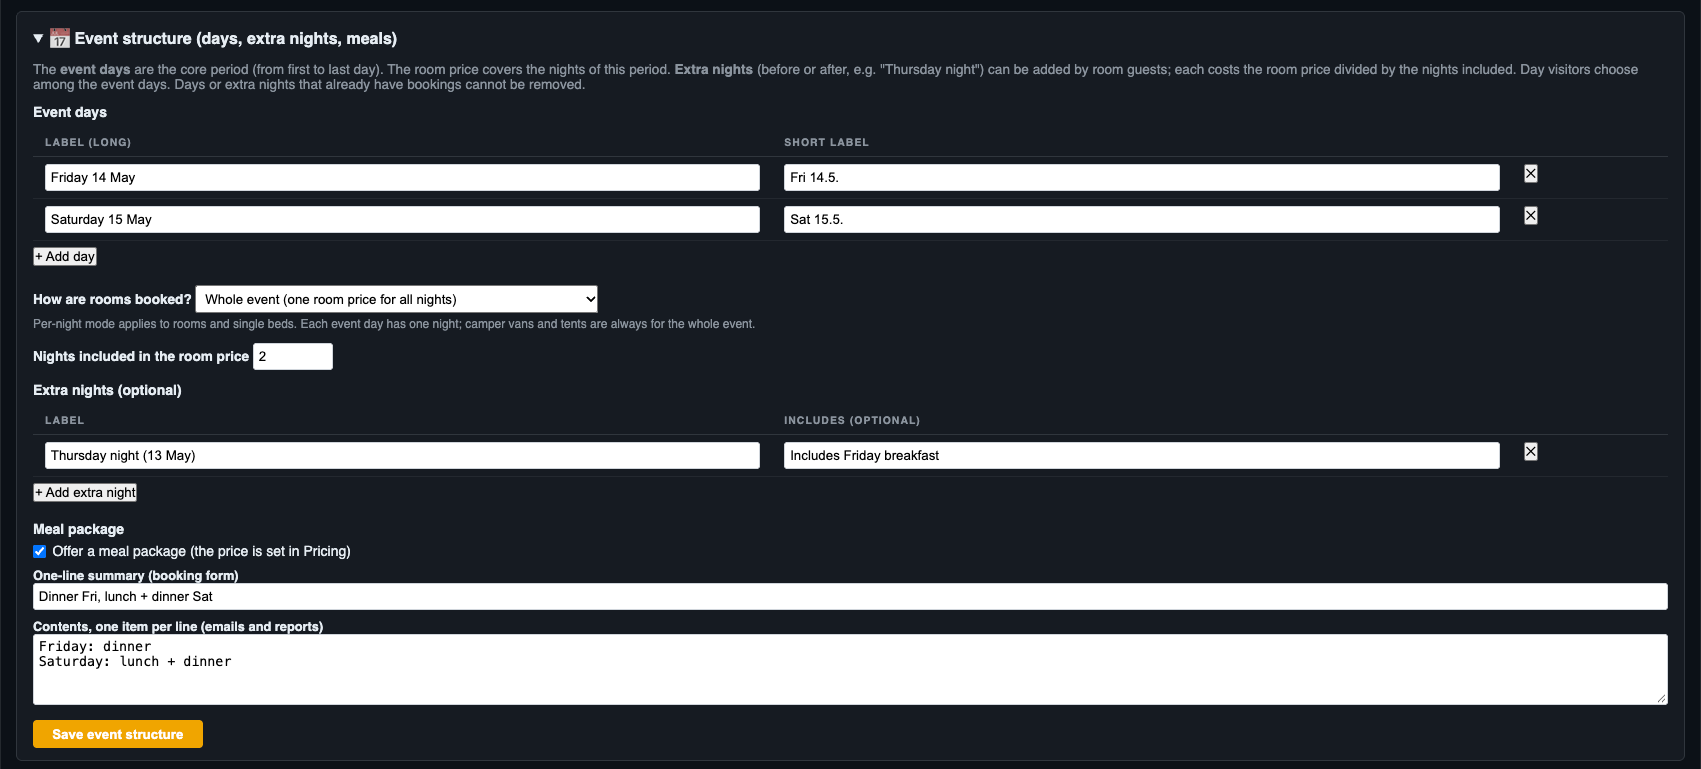 ▼ 📅 Event structure (days, extra nights, meals)
The event days are the core period (from first to last day). The room price covers the nights of this period. Extra nights (before or after, e.g. "Thursday night") can be added by room guests; each costs the room price divided by the nights included. Day visitors choose
among the event days. Days or extra nights that already have bookings cannot be removed.
Event days
LABEL (LONG) SHORT LABEL
Friday 14 May Fri 14.5. ✕
Saturday 15 May Sat 15.5. ✕
+ Add day
How are rooms booked? Whole event (one room price for all nights)
Per-night mode applies to rooms and single beds. Each event day has one night; camper vans and tents are always for the whole event.
Nights included in the room price 2
Extra nights (optional)
LABEL INCLUDES (OPTIONAL)
Thursday night (13 May) Includes Friday breakfast ✕
+ Add extra night
Meal package
Offer a meal package (the price is set in Pricing)
One-line summary (booking form)
Dinner Fri, lunch + dinner Sat
Contents, one item per line (emails and reports)
Friday: dinner
Saturday: lunch + dinner
Save event structure